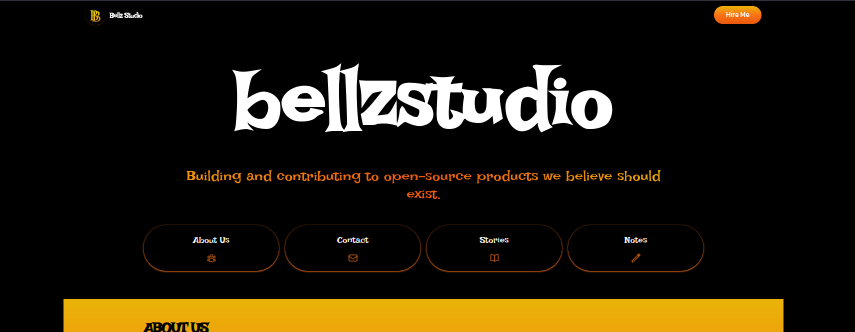 Bellz Studio
Hire Me
bellzstudio
Building and contributing to open-source products we believe should
exist.
About Us
Contact
Stories
Notes
ABOUT US